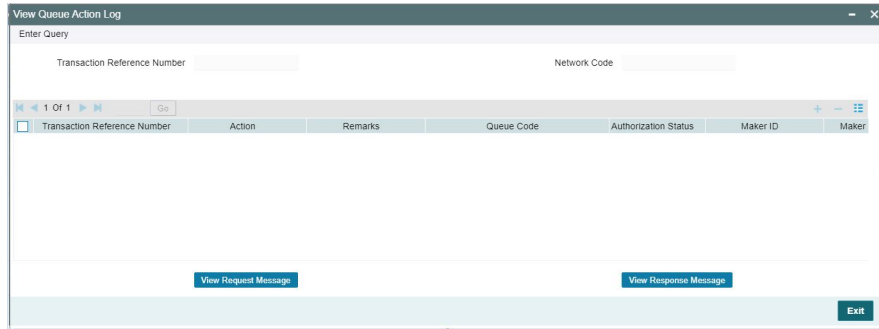 View Queue Action Log
Enter Query
Transaction Reference Number
Network Code
1 Of 1
Go
Transaction Reference Number Action Remarks Queue Code Authorization Status Maker ID Maker
View Request Message
View Response Message
Exit